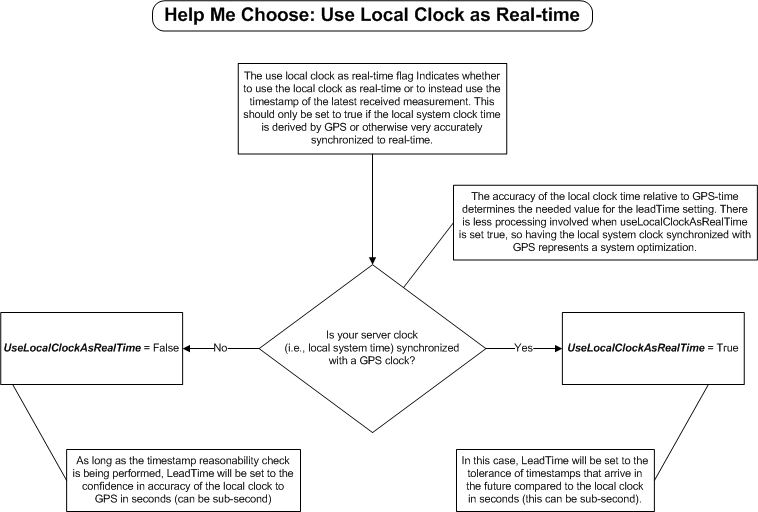 Help Me Choose: Use Local Clock as Real-time
The use local clock as real-time flag Indicates whether
to use the local clock as real-time or to instead use the
timestamp of the latest received measurement. This
should only be set to true if the local system clock time
is derived by GPS or otherwise very accurately
synchronized to real-time.
The accuracy of the local clock time relative to GPS-time
determines the needed value for the leadTime setting. There
is less processing involved when useLocalClockAsRealTime
is set true, so having the local system clock synchronized with
GPS represents a system optimization.
Is your server clock
(i.e., local system time) synchronized
with a GPS clock?
No
Yes
UseLocalClockAsRealTime = False
UseLocalClockAsRealTime = True
As long as the timestamp reasonability check
is being performed, LeadTime will be set to the
confidence in accuracy of the local clock to
GPS in seconds (can be sub-second)
In this case, LeadTime will be set to the
tolerance of timestamps that arrive in
the future compared to the local clock
in seconds (this can be sub-second).